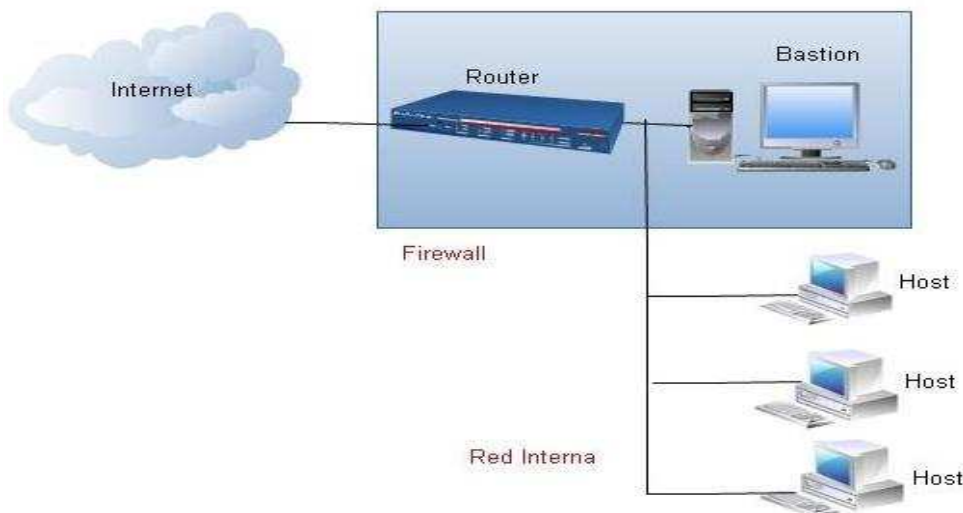 Internet
Router
Bastion
Firewall
Host
Host
Red Interna
Host